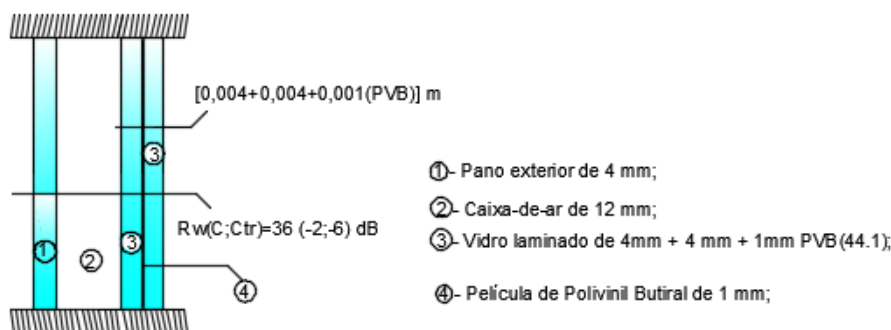 [0,004+0,004+0,001(PVB)] m
3
Rw(C;Ctr)=36 (-2;-6) dB
1
2
3
4
1- Pano exterior de 4 mm;
2- Caixa-de-ar de 12 mm;
3- Vidro laminado de 4mm + 4 mm + 1mm PVB(44.1);
4- Película de Polivinil Butiral de 1 mm;